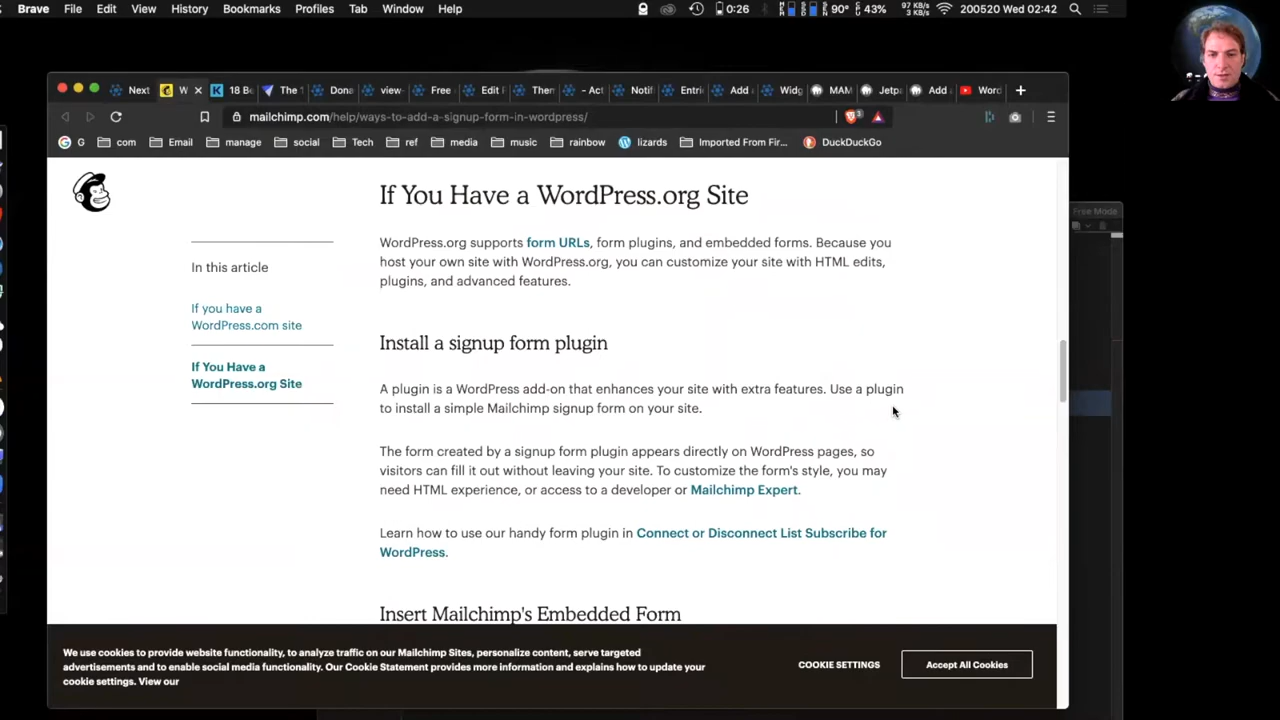 Brave File Edit View History Bookmarks Profiles Tab Window Help 0:26 90° 43% 97 KB/s 3 KB/s 200520 Wed 02:42
Next W 18 B The Dona view- Free Edit F Then - Act Notif Entri Add Widg MAM Jetp Add Word
mailchimp.com/help/ways-to-add-a-signup-form-in-wordpress/
G com Email manage social Tech ref media music rainbow lizards Imported From Fir... DuckDuckGo
Free Mode
If You Have a WordPress.org Site
WordPress.org supports form URLs, form plugins, and embedded forms. Because you
host your own site with WordPress.org, you can customize your site with HTML edits,
plugins, and advanced features.
In this article
If you have a
WordPress.com site
If You Have a
WordPress.org Site
Install a signup form plugin
A plugin is a WordPress add-on that enhances your site with extra features. Use a plugin
to install a simple Mailchimp signup form on your site.
The form created by a signup form plugin appears directly on WordPress pages, so
visitors can fill it out without leaving your site. To customize the form's style, you may
need HTML experience, or access to a developer or Mailchimp Expert.
Learn how to use our handy form plugin in Connect or Disconnect List Subscribe for
WordPress.
Insert Mailchimp's Embedded Form
We use cookies to provide website functionality, to analyze traffic on our Mailchimp Sites, personalize content, serve targeted
advertisements and to enable social media functionality. Our Cookie Statement provides more information and explains how to update your
cookie settings. View our
COOKIE SETTINGS
Accept All Cookies